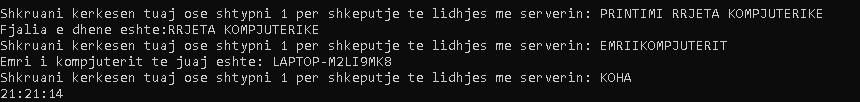 Shkruani kerkesen tuaj ose shtypni 1 per shkeputje te lidhjes me serverin: PRINTIMI RRJETA KOMPJUTERIKE
Fjalia e dhene eshte:RRJETA KOMPJUTERIKE
Shkruani kerkesen tuaj ose shtypni 1 per shkeputje te lidhjes me serverin: EMRIIKOMPJUTERIT
Emri i kompjuterit te juaj eshte: LAPTOP-M2LI9MK8
Shkruani kerkesen tuaj ose shtypni 1 per shkeputje te lidhjes me serverin: KOHA
21:21:14